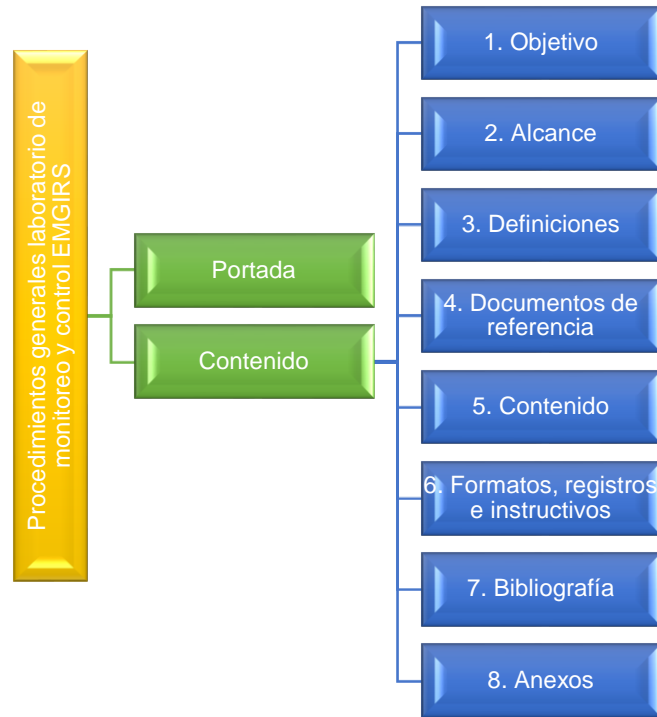 Procedimientos generales laboratorio de
monitoreo y control EMGIRS
Portada
Contenido
1. Objetivo
2. Alcance
3. Definiciones
4. Documentos de
referencia
5. Contenido
6. Formatos, registros
e instructivos
7. Bibliografía
8. Anexos